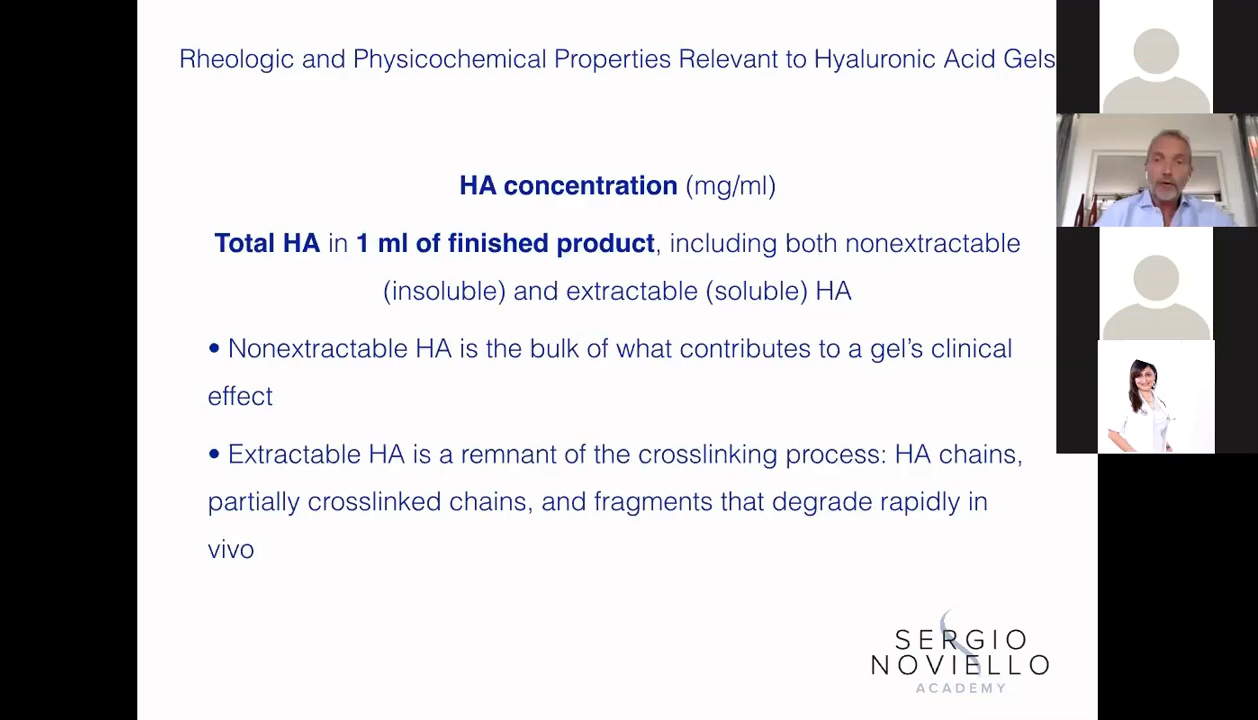 Rheologic and Physicochemical Properties Relevant to Hyaluronic Acid Gels
HA concentration (mg/ml)
Total HA in 1 ml of finished product, including both nonextractable
(insoluble) and extractable (soluble) HA
• Nonextractable HA is the bulk of what contributes to a gel’s clinical
effect
• Extractable HA is a remnant of the crosslinking process: HA chains,
partially crosslinked chains, and fragments that degrade rapidly in
vivo
SERGIO
NOVIELLO
ACADEMY